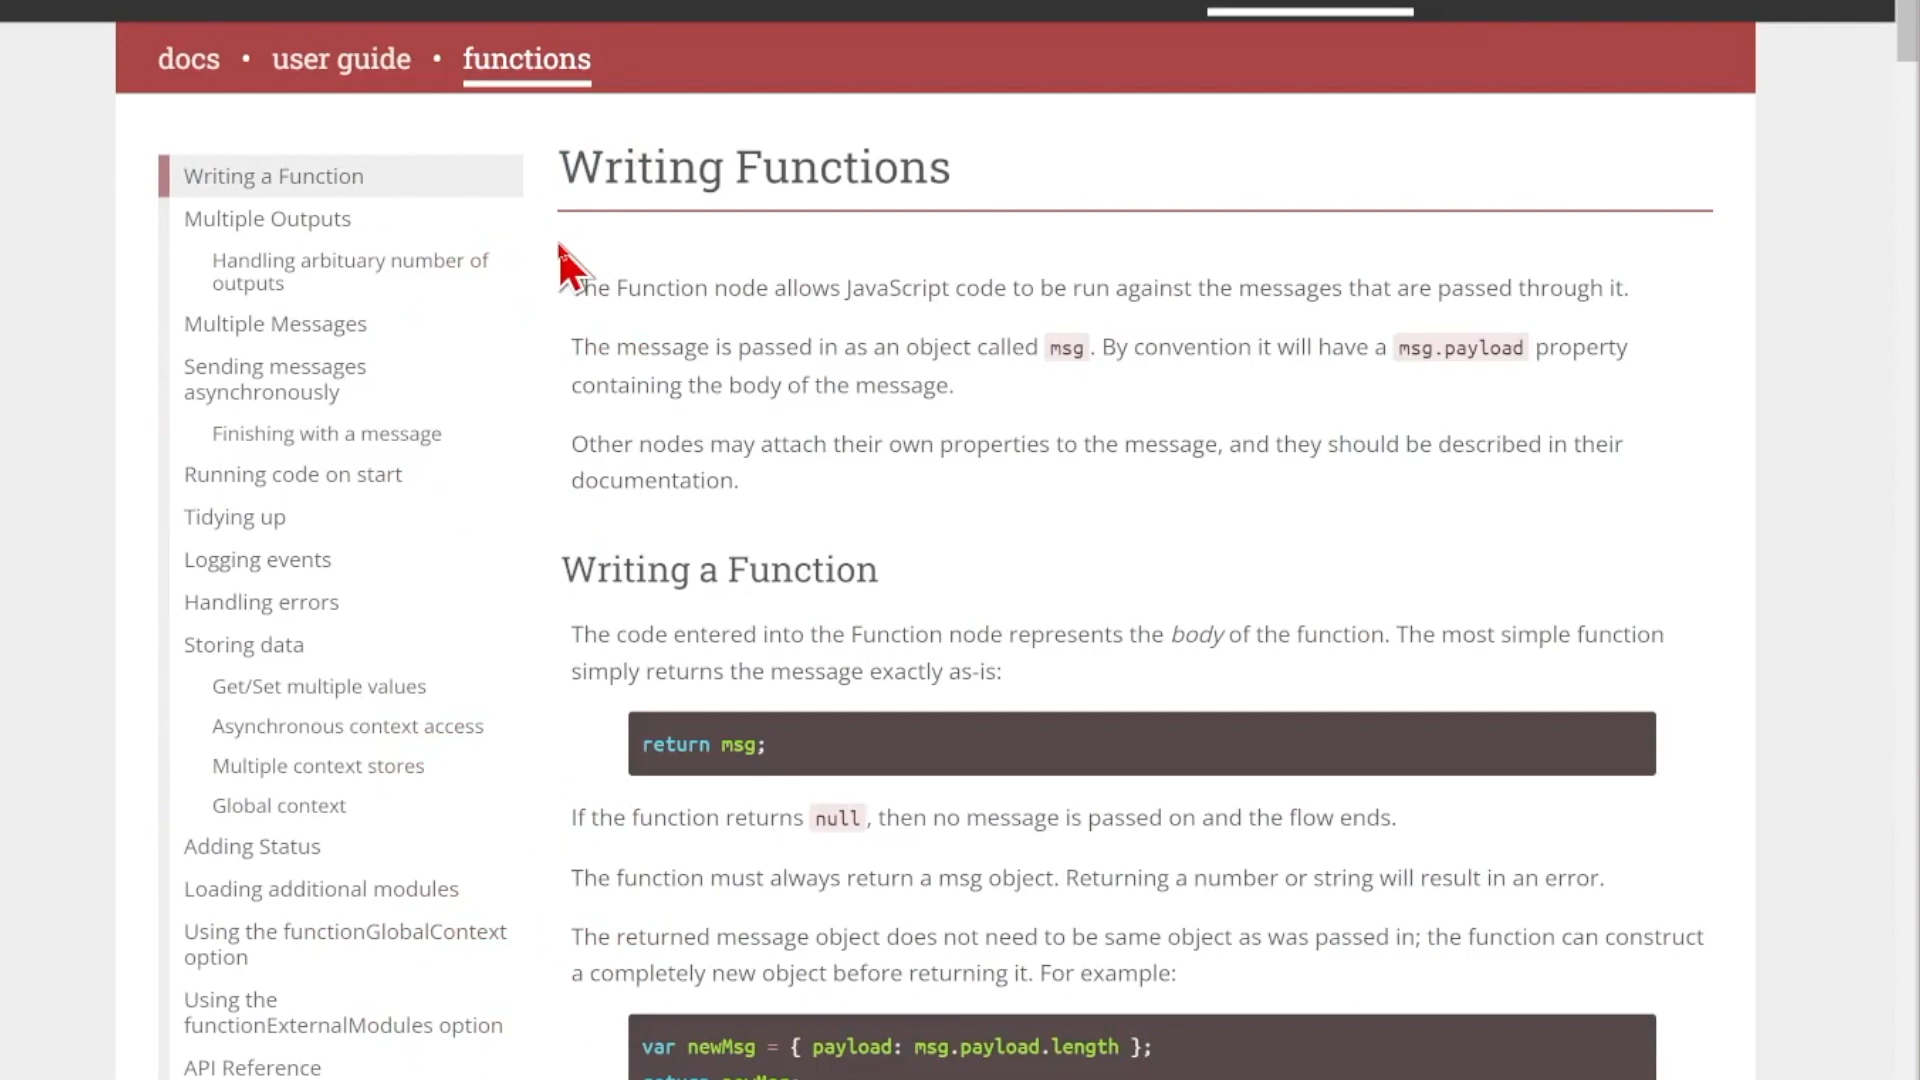 docs • user guide • functions
Writing a Function
Multiple Outputs
Handling arbituary number of
outputs
Multiple Messages
Sending messages
asynchronously
Finishing with a message
Running code on start
Tidying up
Logging events
Handling errors
Storing data
Get/Set multiple values
Asynchronous context access
Multiple context stores
Global context
Adding Status
Loading additional modules
Using the functionGlobalContext
option
Using the
functionExternalModules option
API Reference
Writing Functions
The Function node allows JavaScript code to be run against the messages that are passed through it.
The message is passed in as an object called msg. By convention it will have a msg.payload property
containing the body of the message.
Other nodes may attach their own properties to the message, and they should be described in their
documentation.
Writing a Function
The code entered into the Function node represents the body of the function. The most simple function
simply returns the message exactly as-is:
return msg;
If the function returns null, then no message is passed on and the flow ends.
The function must always return a msg object. Returning a number or string will result in an error.
The returned message object does not need to be same object as was passed in; the function can construct
a completely new object before returning it. For example:
var newMsg = { payload: msg.payload.length };